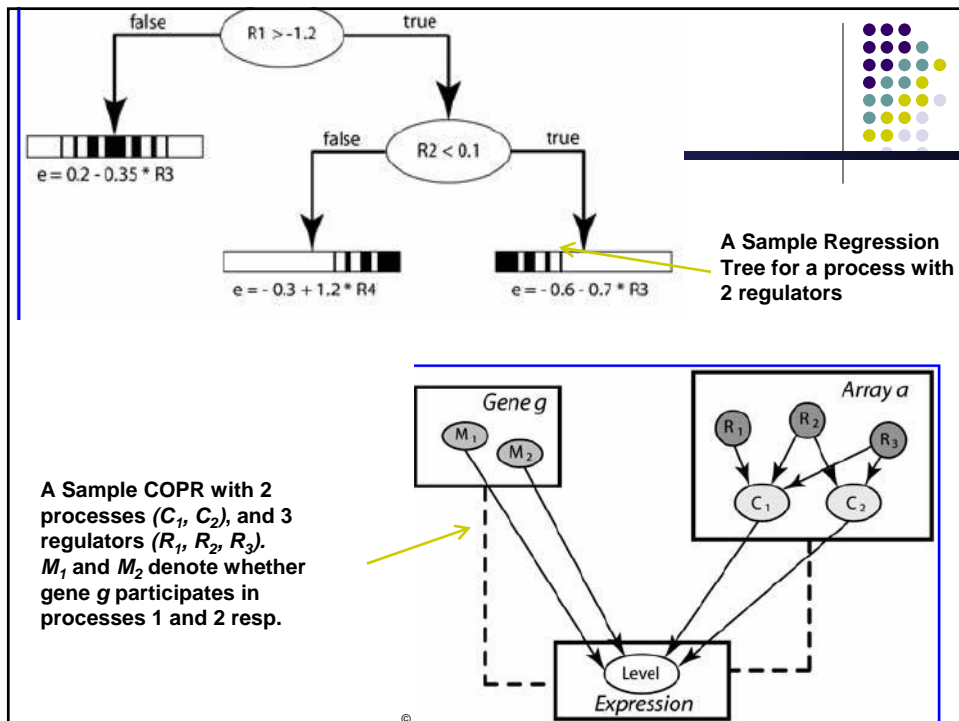 false
R1 > -1.2
true
e = 0.2 - 0.35 * R3
false
R2 < 0.1
true
e = - 0.3 + 1.2 * R4
e = - 0.6 - 0.7 * R3
A Sample Regression
Tree for a process with
2 regulators
Gene g
M1
M2
Array a
R1
R2
R3
C1
C2
A Sample COPR with 2
processes (C1, C2), and 3
regulators (R1, R2, R3).
M1 and M2 denote whether
gene g participates in
processes 1 and 2 resp.
Level
Expression
©